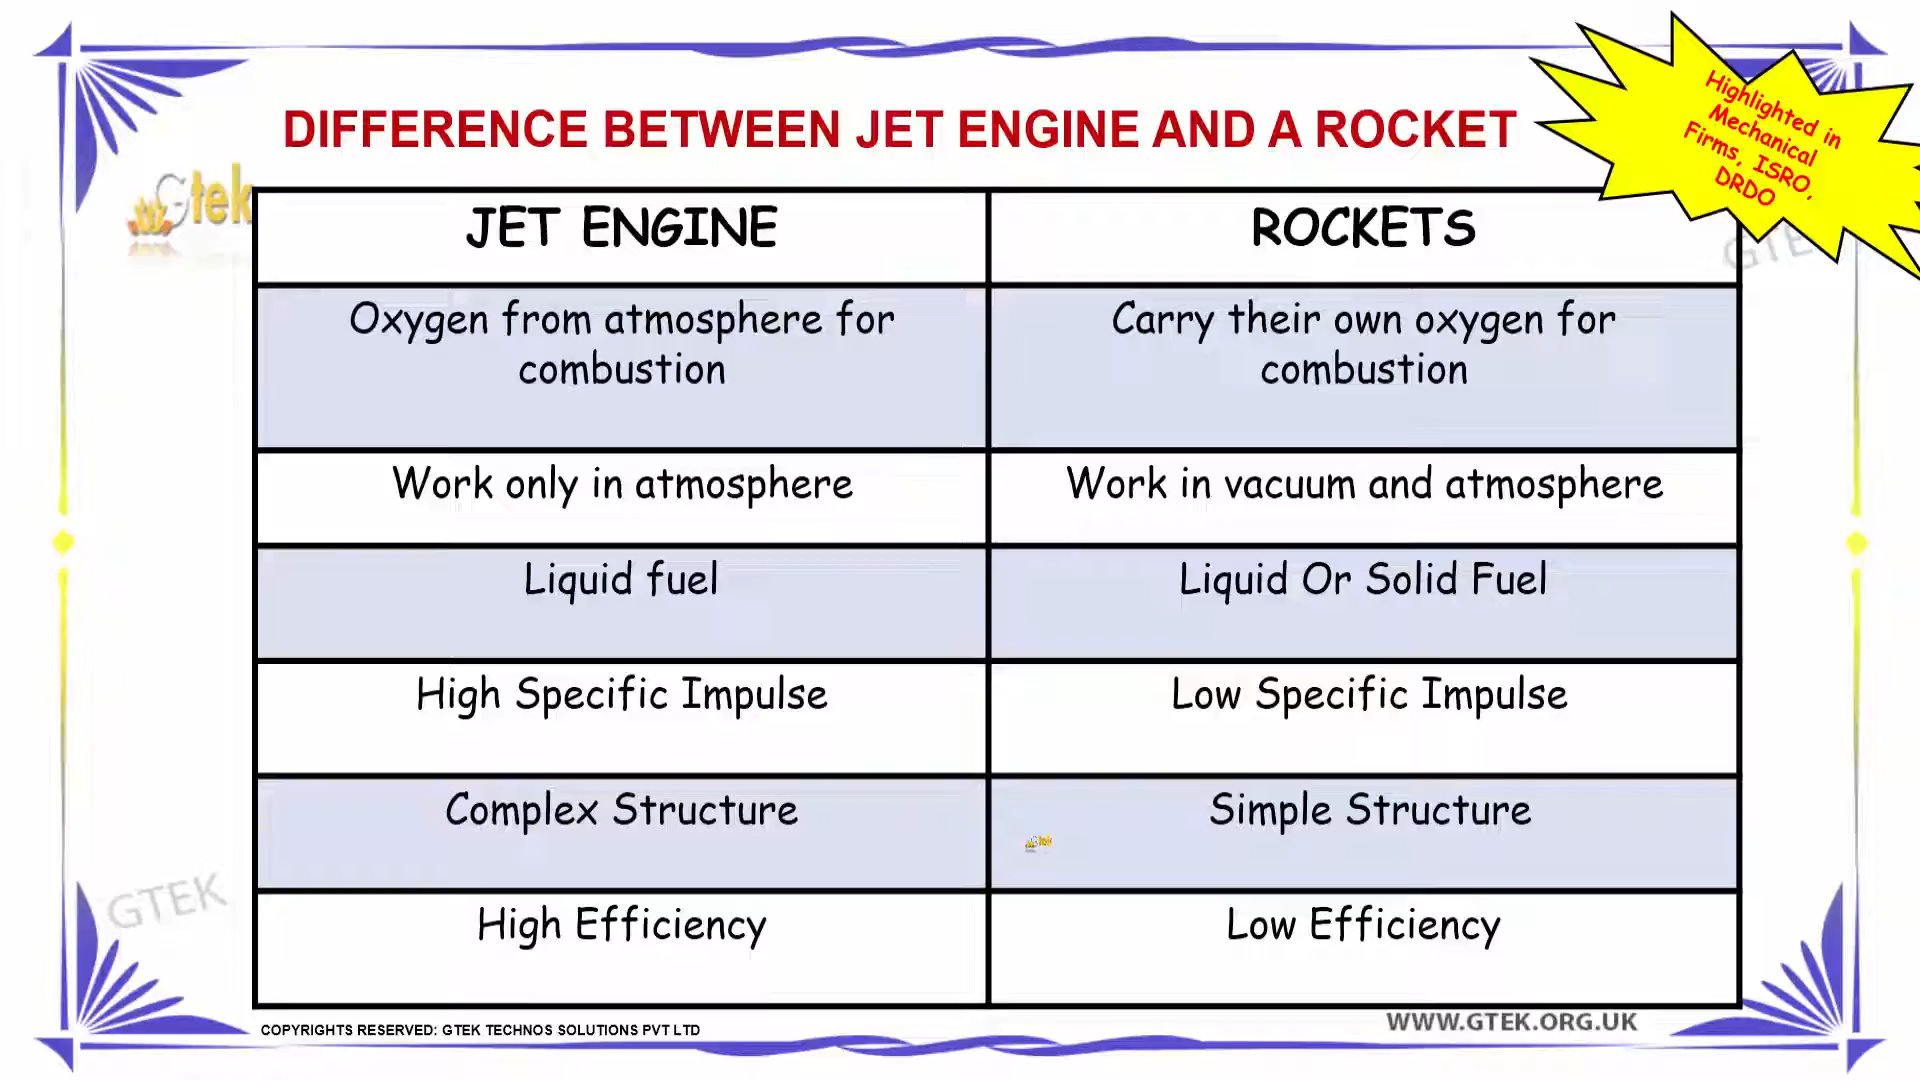 DIFFERENCE BETWEEN JET ENGINE AND A ROCKET
Highlighted in
Mechanical
Firms, ISRO,
DRDO
Gtek
GTE
JET ENGINE
ROCKETS
Oxygen from atmosphere for
combustion
Carry their own oxygen for
combustion
Work only in atmosphere
Work in vacuum and atmosphere
Liquid fuel
Liquid Or Solid Fuel
High Specific Impulse
Low Specific Impulse
Complex Structure
Simple Structure
Gtek
High Efficiency
Low Efficiency
GTEK
COPYRIGHTS RESERVED: GTEK TECHNOS SOLUTIONS PVT LTD
WWW.GTEK.ORG.UK